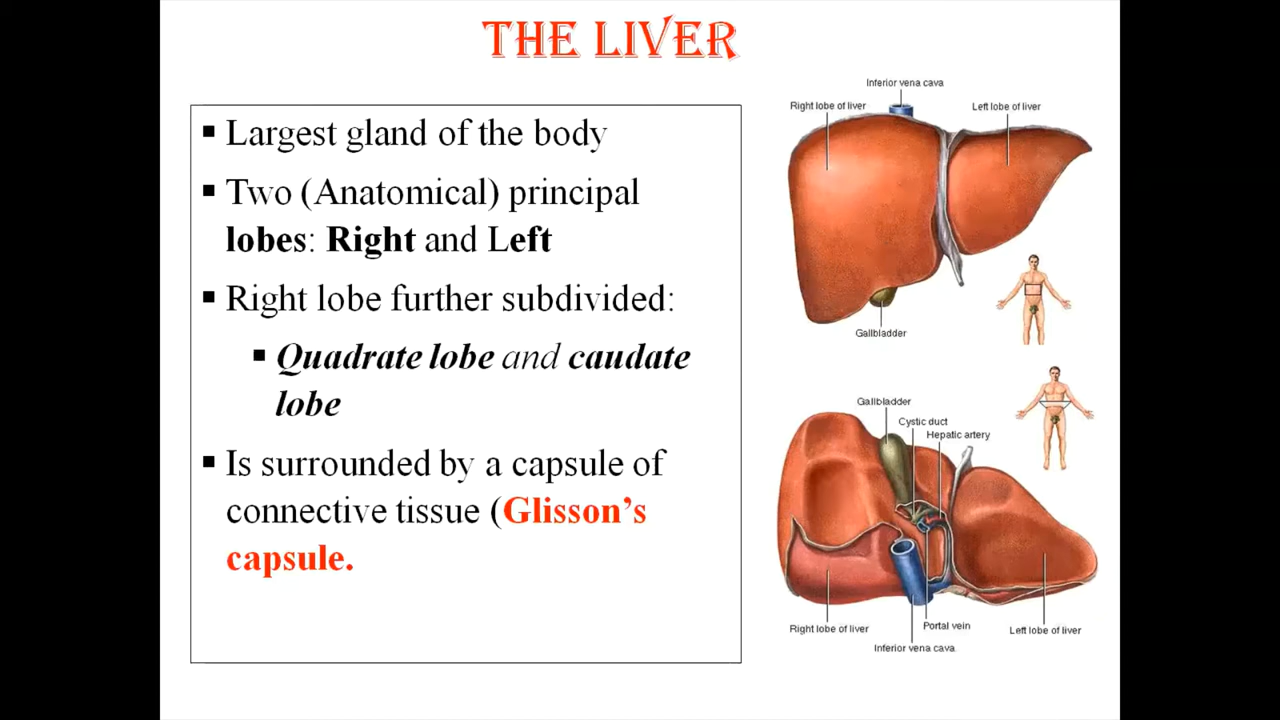 THE LIVER
▪ Largest gland of the body
▪ Two (Anatomical) principal
lobes: Right and Left
▪ Right lobe further subdivided:
▪ Quadrate lobe and caudate
lobe
▪ Is surrounded by a capsule of
connective tissue (Glisson’s
capsule.
Inferior vena cava
Right lobe of liver
Left lobe of liver
Gallbladder
Gallbladder
Cystic duct
Hepatic artery
Right lobe of liver
Portal vein
Left lobe of liver
Inferior vena cava